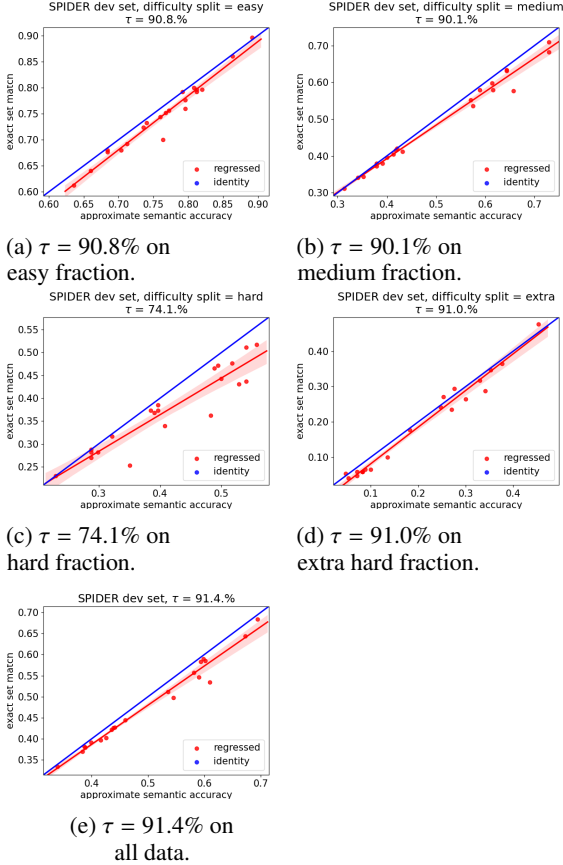 SPIDER dev set, difficulty split = easy
τ = 90.8.%
exact set match
0.90
0.85
0.80
0.75
0.70
0.65
0.60
regressed
identity
0.60 0.65 0.70 0.75 0.80 0.85 0.90
approximate semantic accuracy
(a) τ = 90.8% on
easy fraction.
SPIDER dev set, difficulty split = medium
τ = 90.1.%
exact set match
0.70
0.60
0.50
0.40
0.30
regressed
identity
0.3 0.4 0.5 0.6 0.7
approximate semantic accuracy
(b) τ = 90.1% on
medium fraction.
SPIDER dev set, difficulty split = hard
τ = 74.1.%
exact set match
0.55
0.50
0.45
0.40
0.35
0.30
0.25
regressed
identity
0.3 0.4 0.5
approximate semantic accuracy
(c) τ = 74.1% on
hard fraction.
SPIDER dev set, difficulty split = extra
τ = 91.0.%
exact set match
0.40
0.30
0.20
0.10
regressed
identity
0.1 0.2 0.3 0.4
approximate semantic accuracy
(d) τ = 91.0% on
extra hard fraction.
SPIDER dev set, τ = 91.4.%
exact set match
0.70
0.65
0.60
0.55
0.50
0.45
0.40
0.35
regressed
identity
0.4 0.5 0.6 0.7
approximate semantic accuracy
(e) τ = 91.4% on
all data.